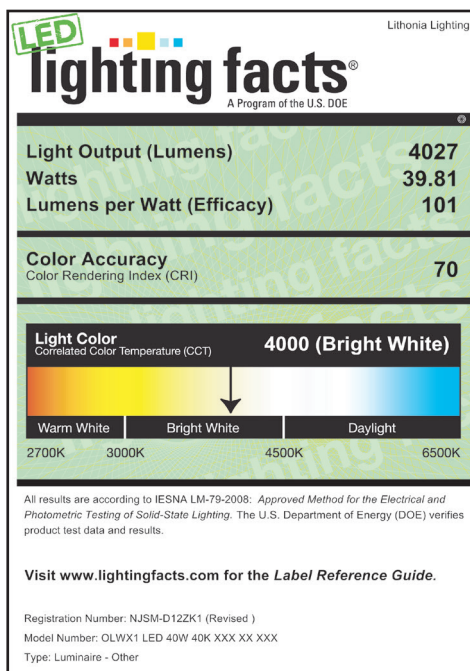 Lithonia Lighting
LED
lighting facts®
A Program of the U.S. DOE
Light Output (Lumens) 4027
Watts 39.81
Lumens per Watt (Efficacy) 101
Color Accuracy
Color Rendering Index (CRI) 70
Light Color
Correlated Color Temperature (CCT) 4000 (Bright White)
Warm White Bright White Daylight
2700K 3000K 4500K 6500K
All results are according to IESNA LM-79-2008: Approved Method for the Electrical and
Photometric Testing of Solid-State Lighting. The U.S. Department of Energy (DOE) verifies
product test data and results.
Visit www.lightingfacts.com for the Label Reference Guide.
Registration Number: NJSM-D12ZK1 (Revised )
Model Number: OLWX1 LED 40W 40K XXX XX XXX
Type: Luminaire - Other